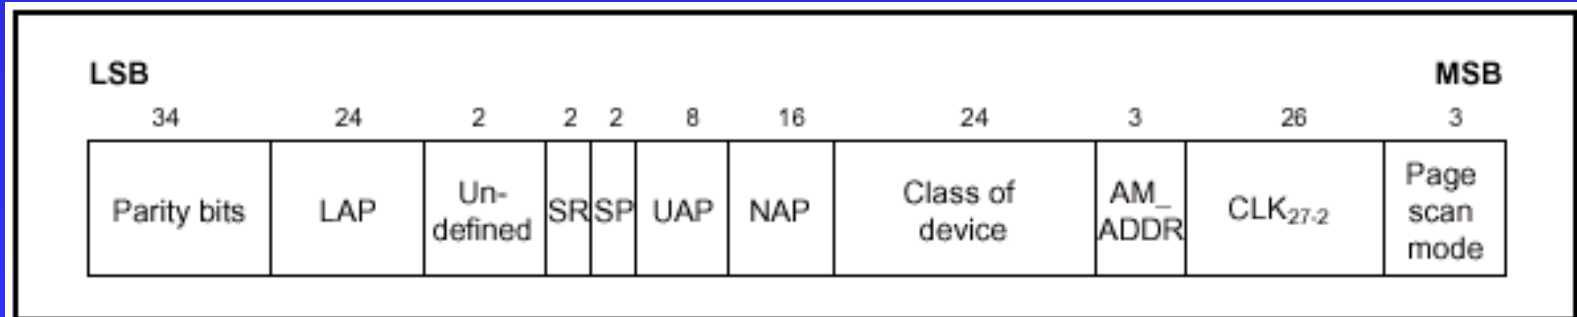 LSB MSB
34 24 2 2 2 8 16 24 3 26 3
Parity bits
LAP
Un-
defined
SR
SP
UAP
NAP
Class of
device
AM_
ADDR
CLK27-2
Page
scan
mode